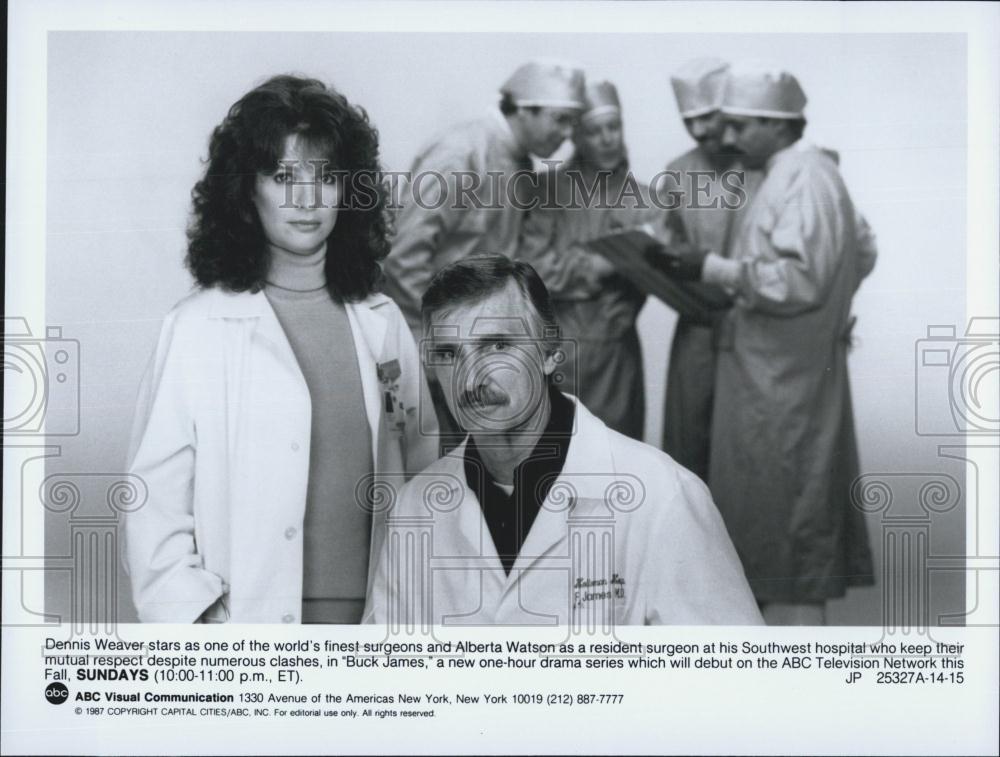 HISTORIC IMAGES
F. James M.D.
Dennis Weaver stars as one of the world's finest surgeons and Alberta Watson as a resident surgeon at his Southwest hospital who keep their
mutual respect despite numerous clashes, in "Buck James," a new one-hour drama series which will debut on the ABC Television Network this
Fall, SUNDAYS (10:00-11:00 p.m., ET). JP 25327A-14-15
abc ABC Visual Communication 1330 Avenue of the Americas New York, New York 10019 (212) 887-7777
© 1987 COPYRIGHT CAPITAL CITIES/ABC, INC. For editorial use only. All rights reserved.